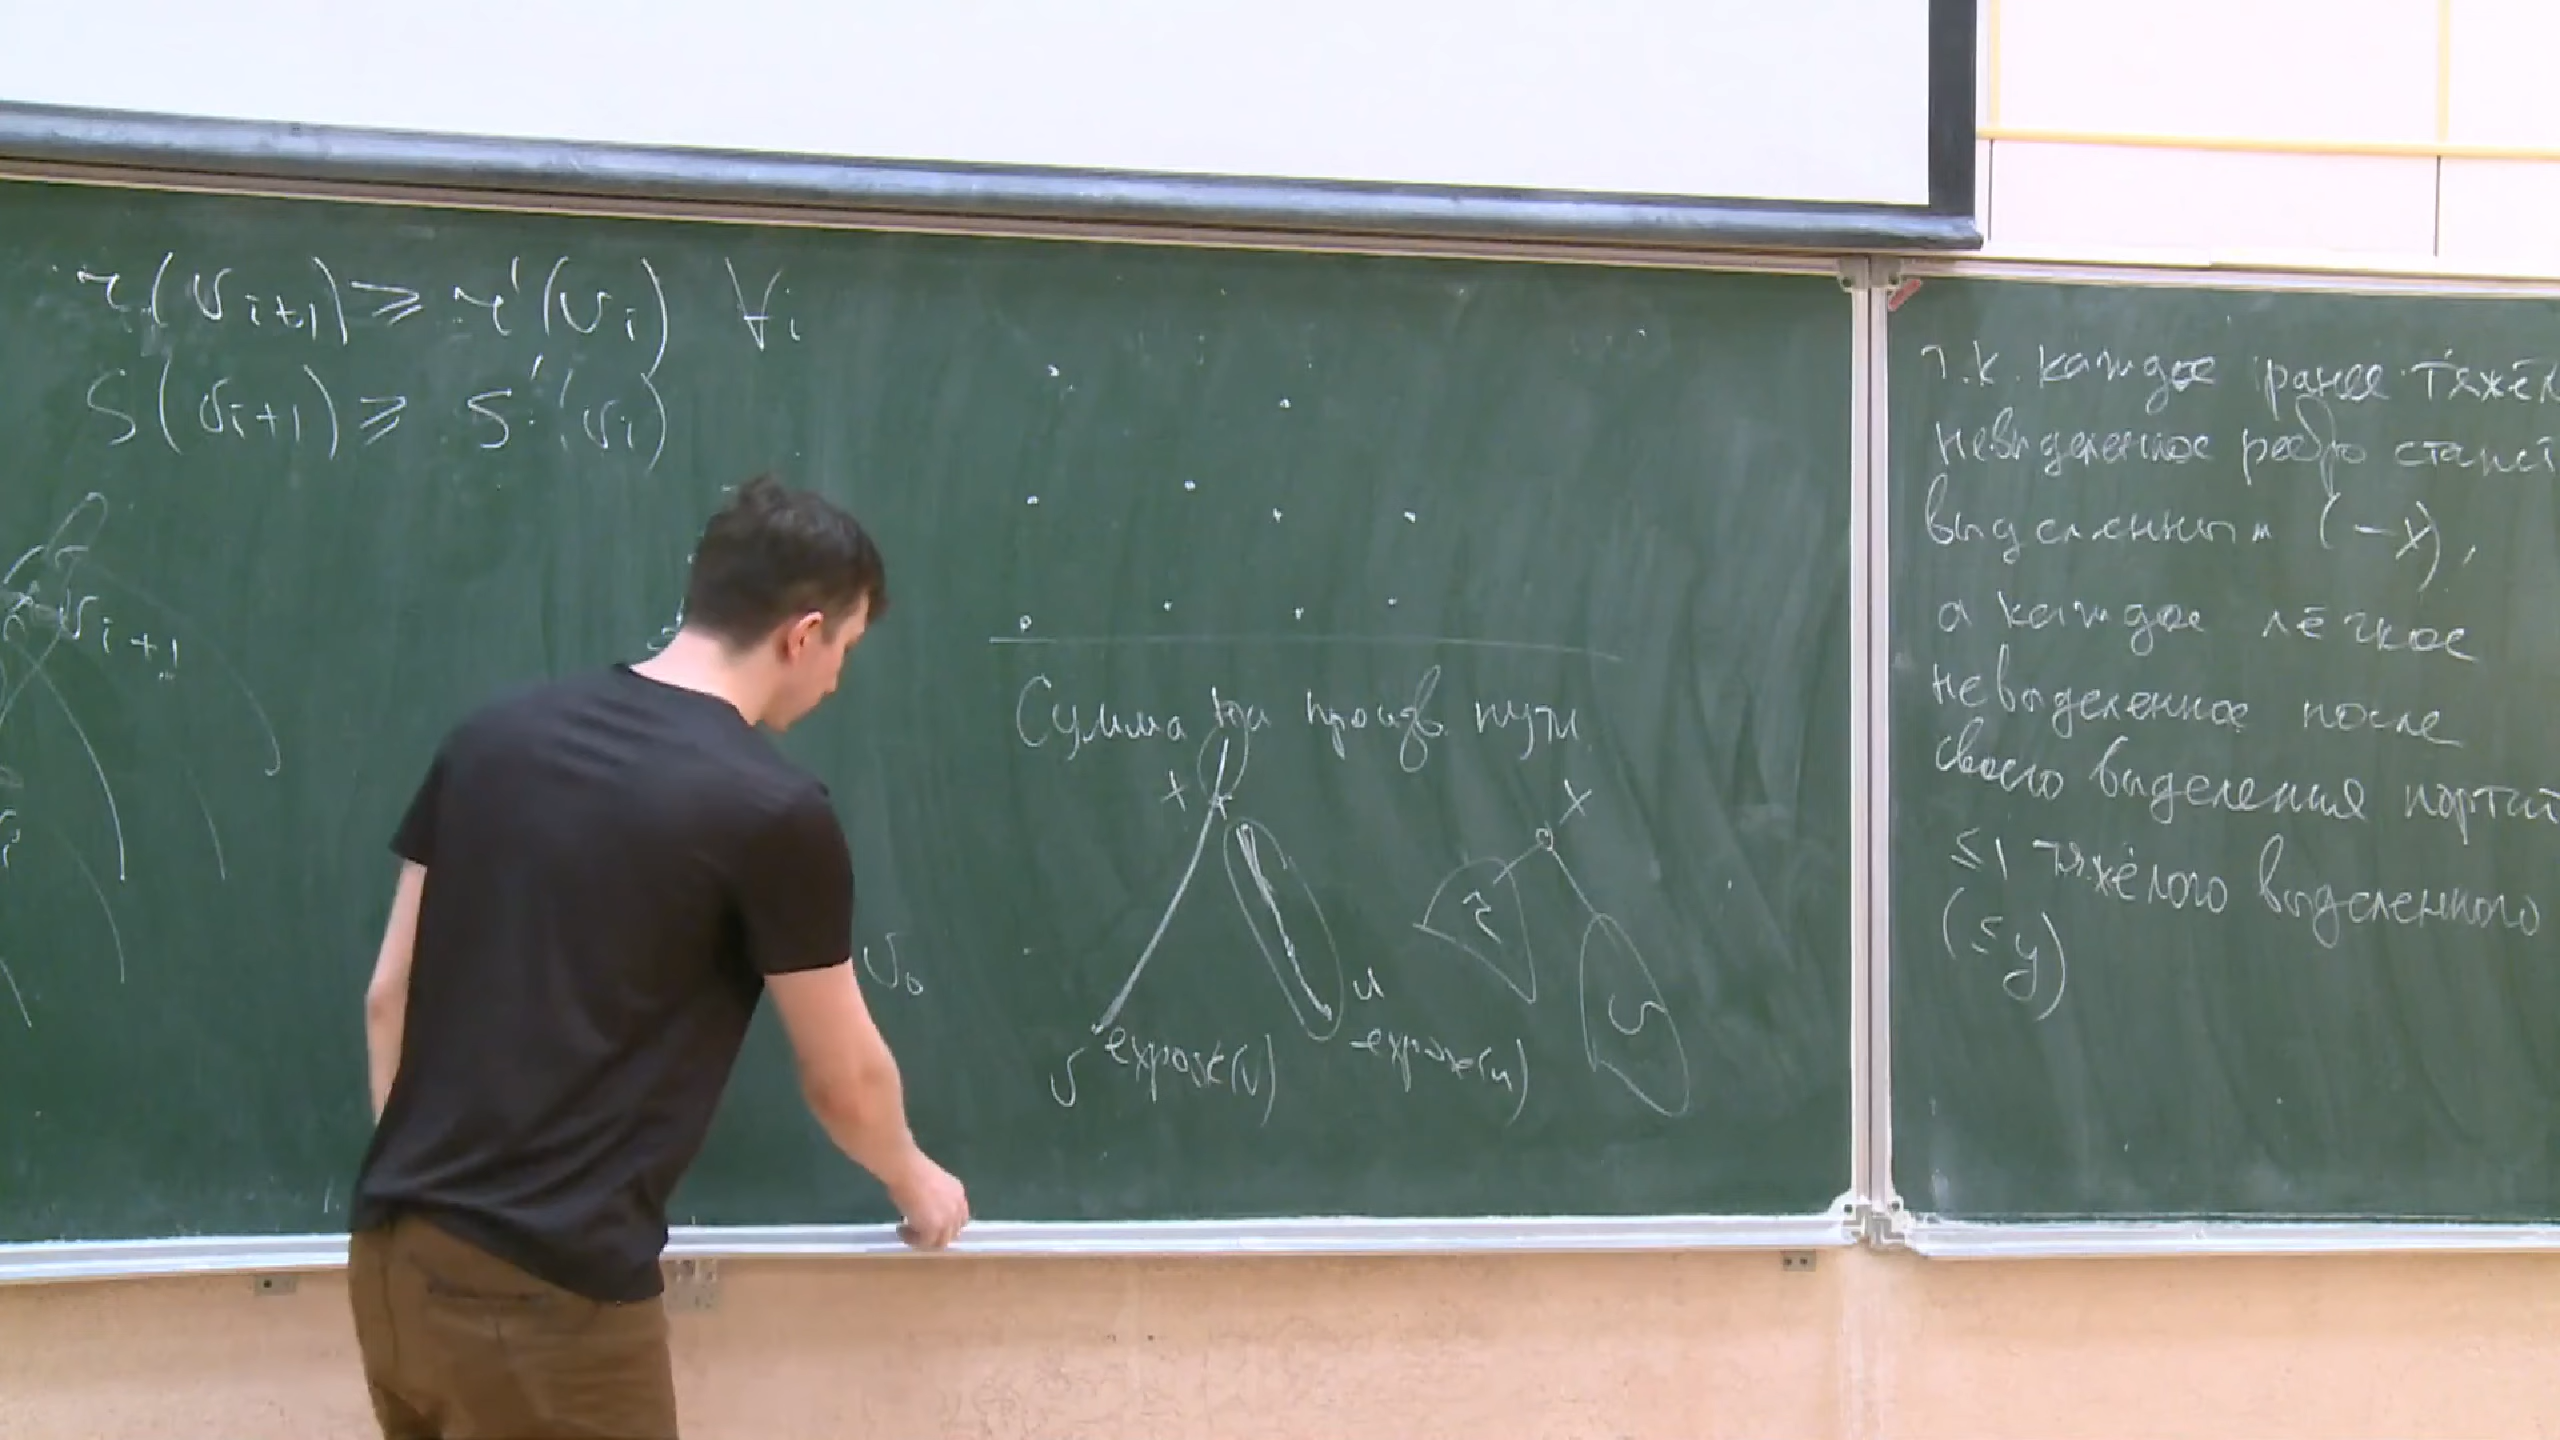 r(v_{i+1}) ⩾ r'(v_i) ∀i
S(v_{i+1}) ⩾ S'(v_i)
v_{i+1}
v_0
Сумма на произв. пути
x
v
expose(v)
u
expose(u)
x
т.к. каждое ранее тяжёл
невыделенное ребро станет
выделенным (-x),
а каждое лёгкое
невыделенное после
своего выделения портит
≤1 тяжёлого выделенного
(≤y)